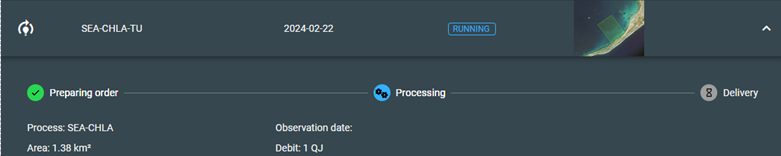 SEA-CHLA-TU 2024-02-22 RUNNING
Preparing order Processing Delivery
Process: SEA-CHLA Observation date:
Area: 1.38 km² Debit: 1 QJ